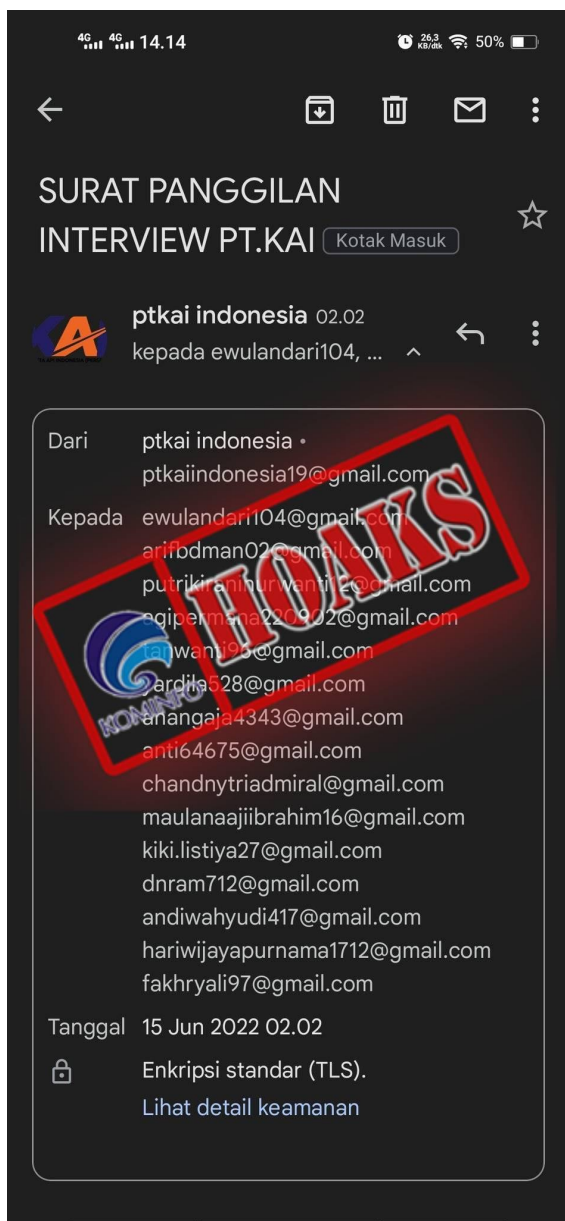 4G 4G 14.14 26,3 KB/dtk 50%
SURAT PANGGILAN
INTERVIEW PT.KAI Kotak Masuk
ptkai indonesia 02.02
kepada ewulandari104, ...
Dari ptkai indonesia •
ptkaiindonesia19@gmail.com
Kepada ewulandari104@gmail.com
arifbdman02@gmail.com
@gmail.com
@gmail.com
@gmail.com
yardila528@gmail.com
anangaja4343@gmail.com
anti64675@gmail.com
chandnytriadmiral@gmail.com
maulanaajiibrahim16@gmail.com
kiki.listiya27@gmail.com
dnram712@gmail.com
andiwahyudi417@gmail.com
hariwijayapurnama1712@gmail.com
fakhryali97@gmail.com
KOMINFO
HOAKS
Tanggal 15 Jun 2022 02.02
Enkripsi standar (TLS).
Lihat detail keamanan